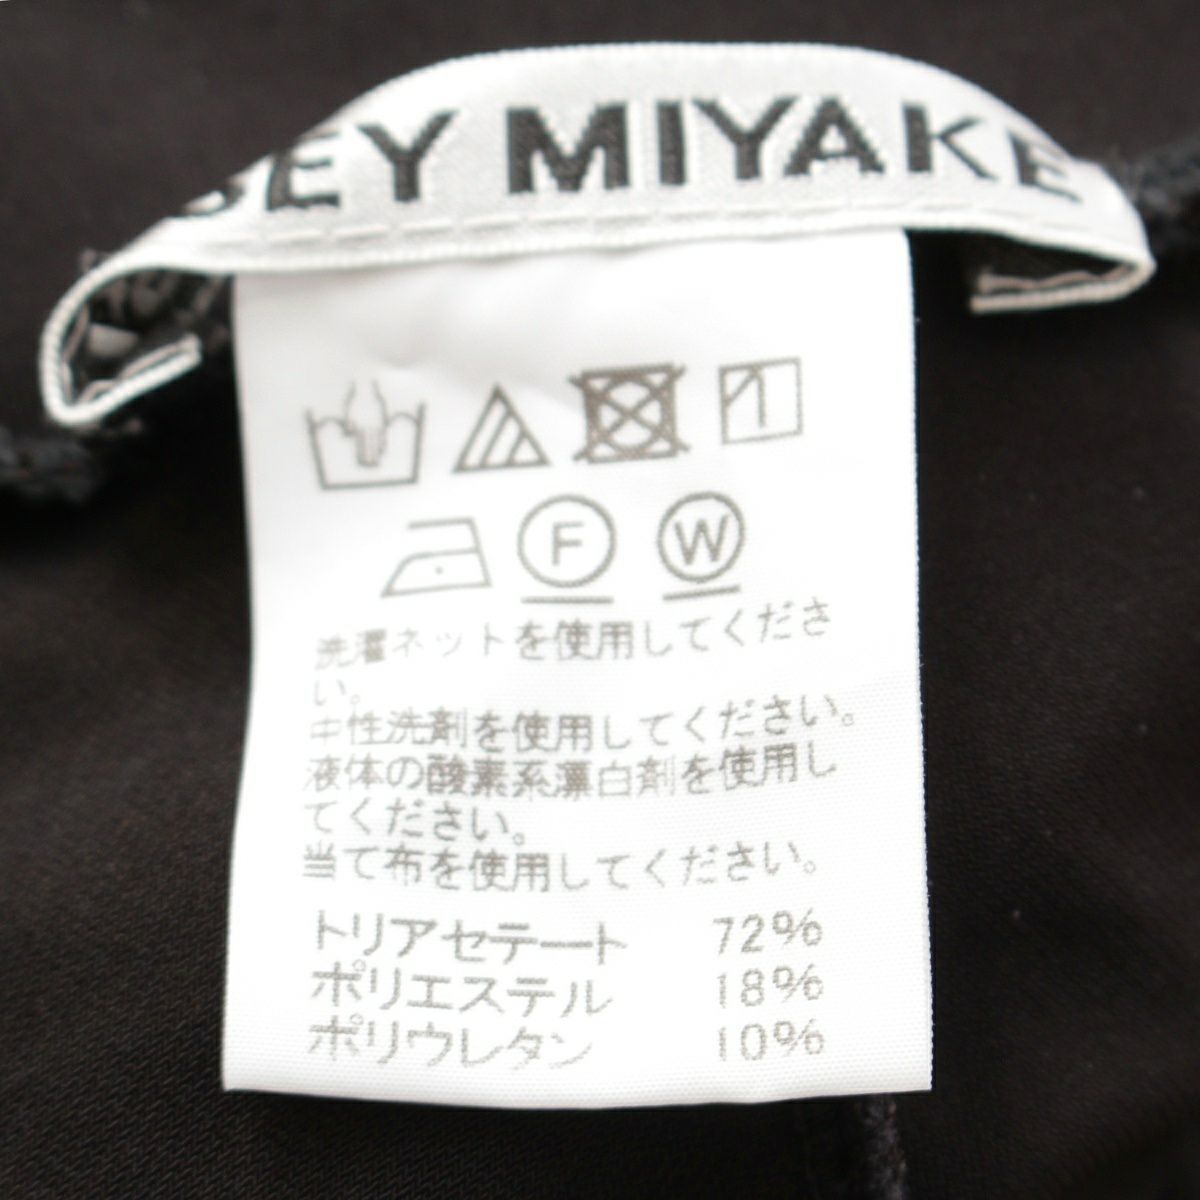 SEY MIYAKE
F W
洗濯ネットを使用してくださ
い。
中性洗剤を使用してください。
液体の酸素系漂白剤を使用し
てください。
当て布を使用してください。
トリアセテート 72%
ポリエステル 18%
ポリウレタン 10%